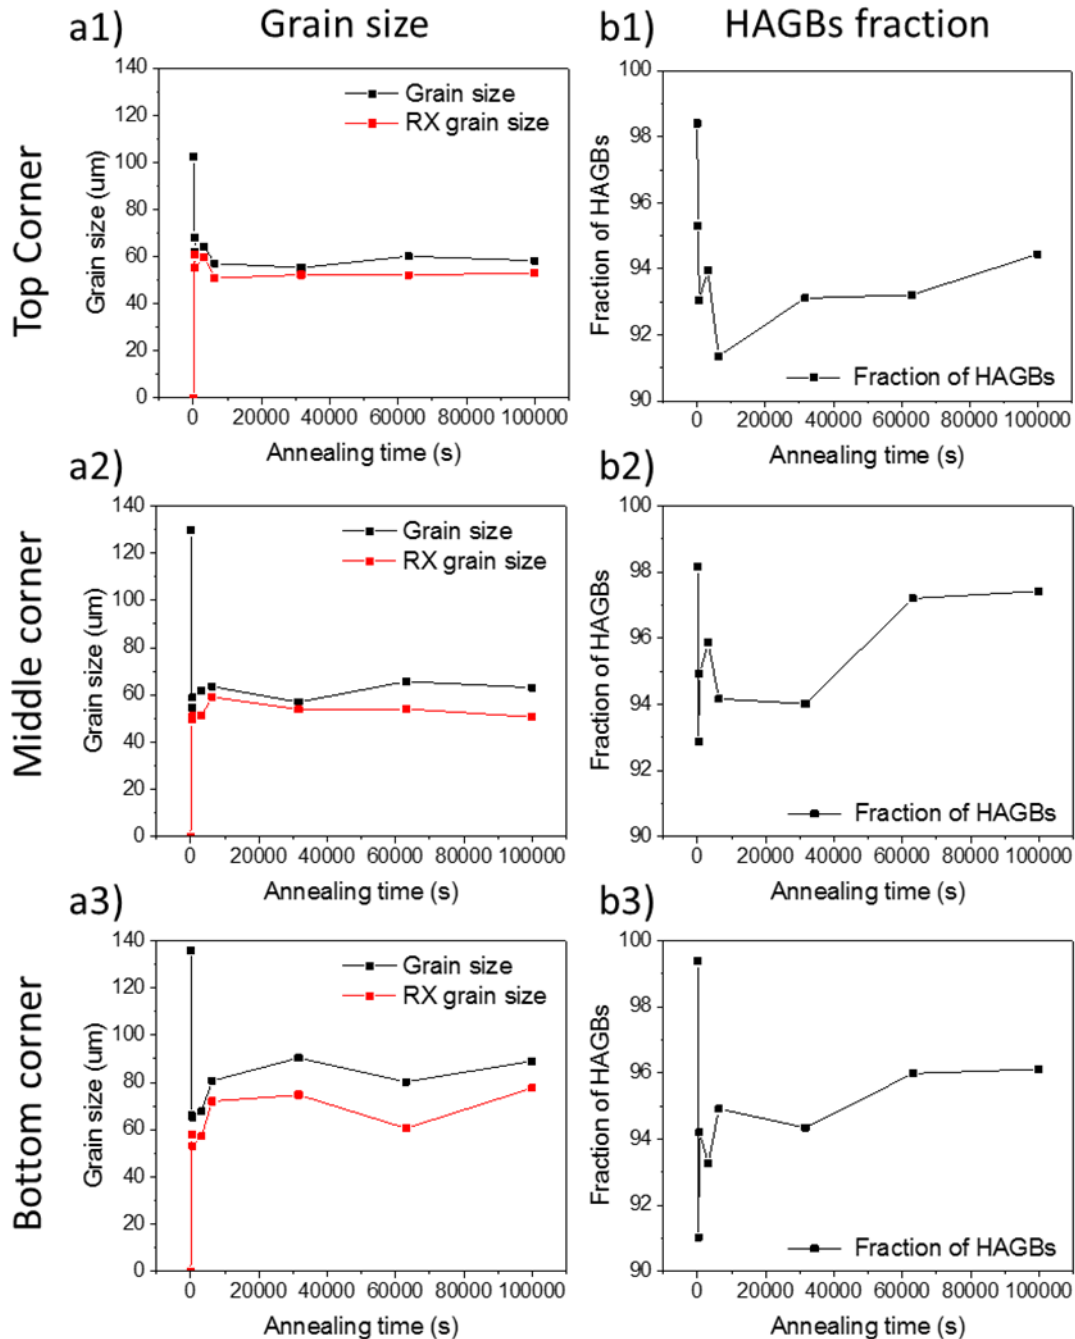 a1) Grain size
b1) HAGBs fraction
Top Corner
Grain size (um)
140
120
100
80
60
40
20
0
Grain size
RX grain size
0 20000 40000 60000 80000 100000
Annealing time (s)
Fraction of HAGBs
100
98
96
94
92
90
Fraction of HAGBs
0 20000 40000 60000 80000 100000
Annealing time (s)
a2)
b2)
Middle corner
Grain size (um)
140
120
100
80
60
40
20
0
Grain size
RX grain size
0 20000 40000 60000 80000 100000
Annealing time (s)
Fraction of HAGBs
100
98
96
94
92
90
Fraction of HAGBs
0 20000 40000 60000 80000 100000
Annealing time (s)
a3)
b3)
Bottom corner
Grain size (um)
140
120
100
80
60
40
20
0
Grain size
RX grain size
0 20000 40000 60000 80000 100000
Annealing time (s)
Fraction of HAGBs
100
98
96
94
92
90
Fraction of HAGBs
0 20000 40000 60000 80000 100000
Annealing time (s)